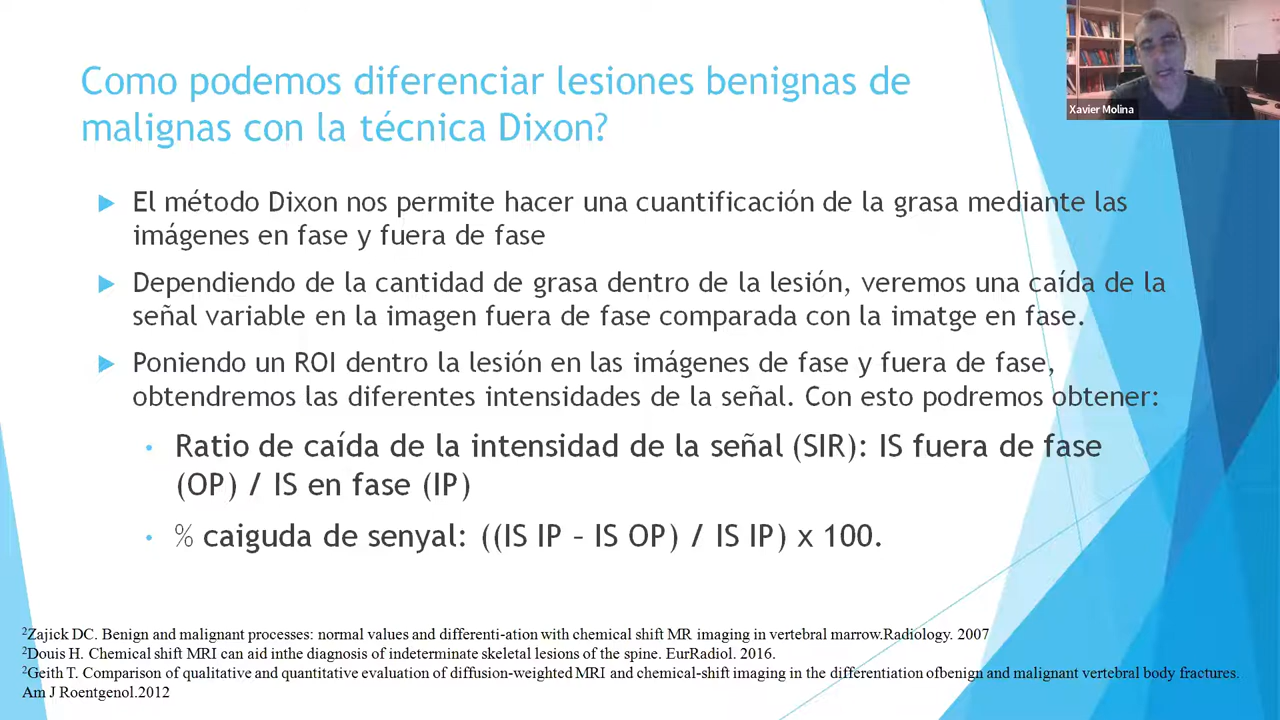 Como podemos diferenciar lesiones benignas de
malignas con la técnica Dixon?
Xavier Molina
El método Dixon nos permite hacer una cuantificación de la grasa mediante las
imágenes en fase y fuera de fase
Dependiendo de la cantidad de grasa dentro de la lesión, veremos una caída de la
señal variable en la imagen fuera de fase comparada con la imatge en fase.
Poniendo un ROI dentro la lesión en las imágenes de fase y fuera de fase,
obtendremos las diferentes intensidades de la señal. Con esto podremos obtener:
Ratio de caída de la intensidad de la señal (SIR): IS fuera de fase
(OP) / IS en fase (IP)
% caiguda de senyal: ((IS IP – IS OP) / IS IP) x 100.
²Zajick DC. Benign and malignant processes: normal values and differenti-ation with chemical shift MR imaging in vertebral marrow.Radiology. 2007
²Douis H. Chemical shift MRI can aid inthe diagnosis of indeterminate skeletal lesions of the spine. EurRadiol. 2016.
²Geith T. Comparison of qualitative and quantitative evaluation of diffusion-weighted MRI and chemical-shift imaging in the differentiation ofbenign and malignant vertebral body fractures.
Am J Roentgenol.2012